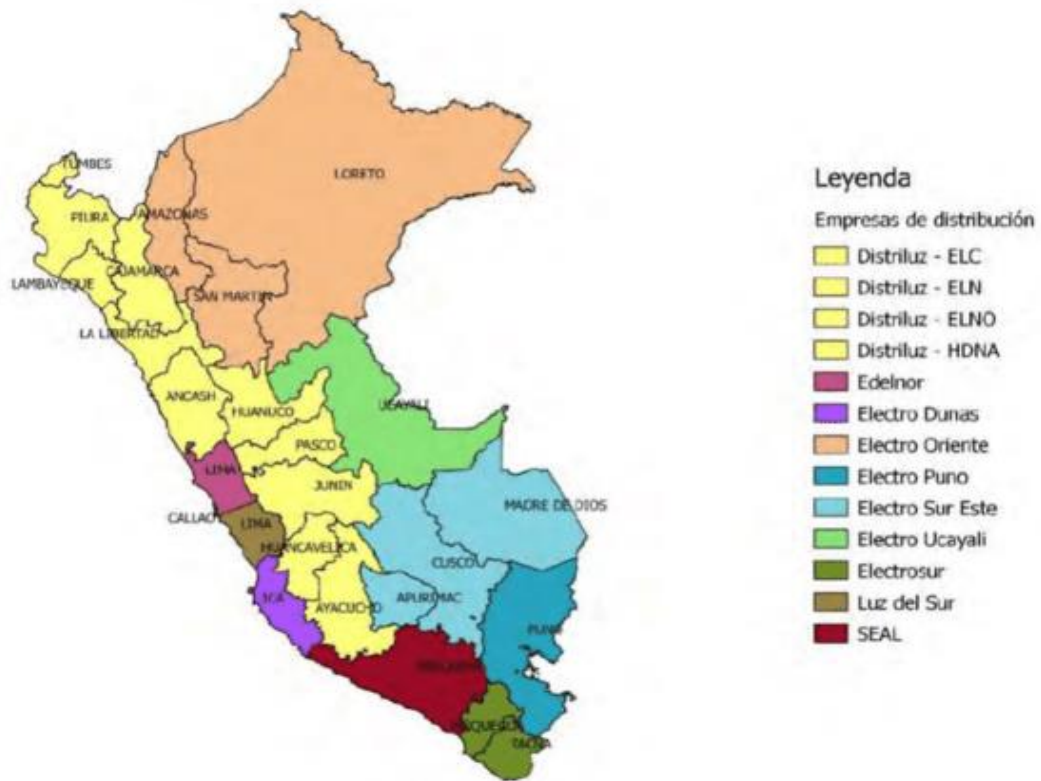 TUMBES
LORETO
PIURA
AMAZONAS
CAJAMARCA
LAMBAYEQUE
SAN MARTIN
LA LIBERTAD
ANCASH
HUANUCO
UCAYALI
PASCO
LIMA
JUNIN
MADRE DE DIOS
CALLAO
LIMA
HUANCAVELICA
CUSCO
ICA
AYACUCHO
APURIMAC
PUNO
AREQUIPA
MOQUEGUA
TACNA
Leyenda
Empresas de distribución
Distriluz - ELC
Distriluz - ELN
Distriluz - ELNO
Distriluz - HDNA
Edelnor
Electro Dunas
Electro Oriente
Electro Puno
Electro Sur Este
Electro Ucayali
Electrosur
Luz del Sur
SEAL